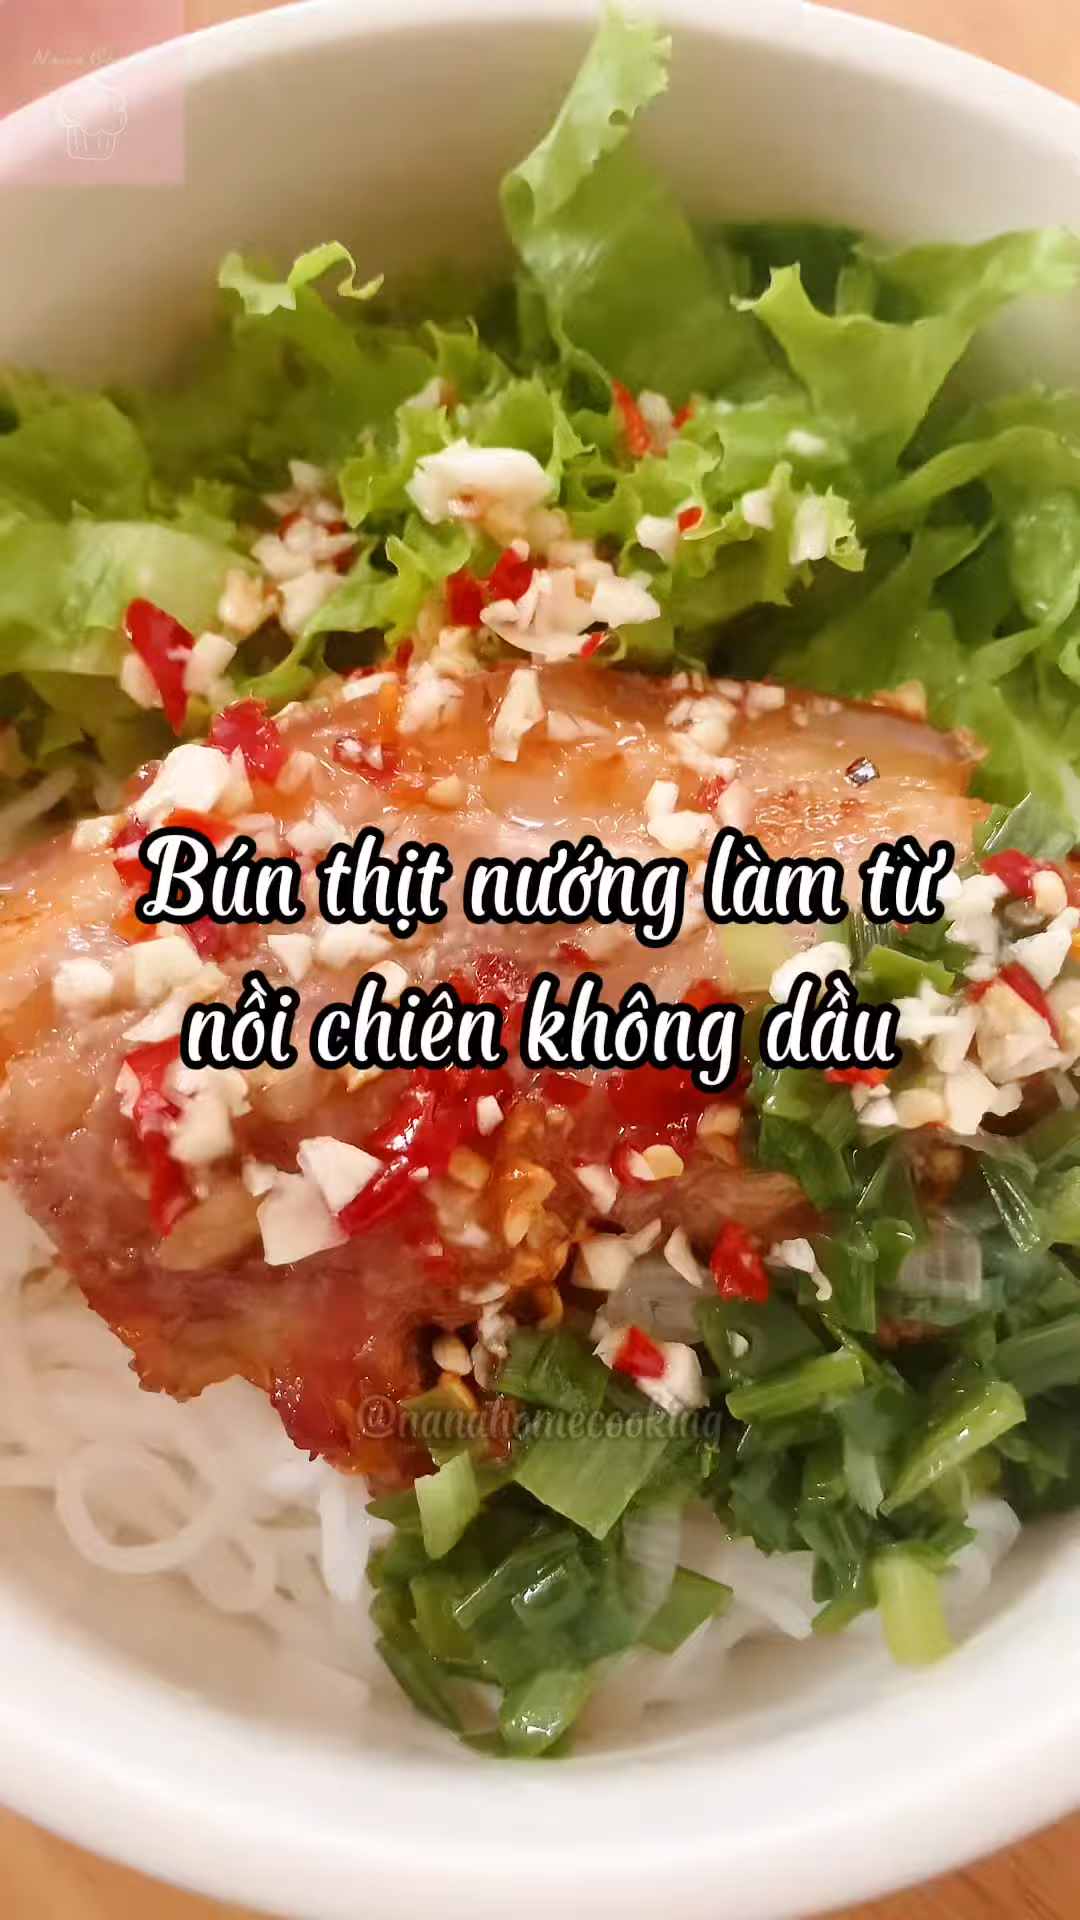 Bún thịt nướng làm từ
nồi chiên không dầu
@nanahomecooking